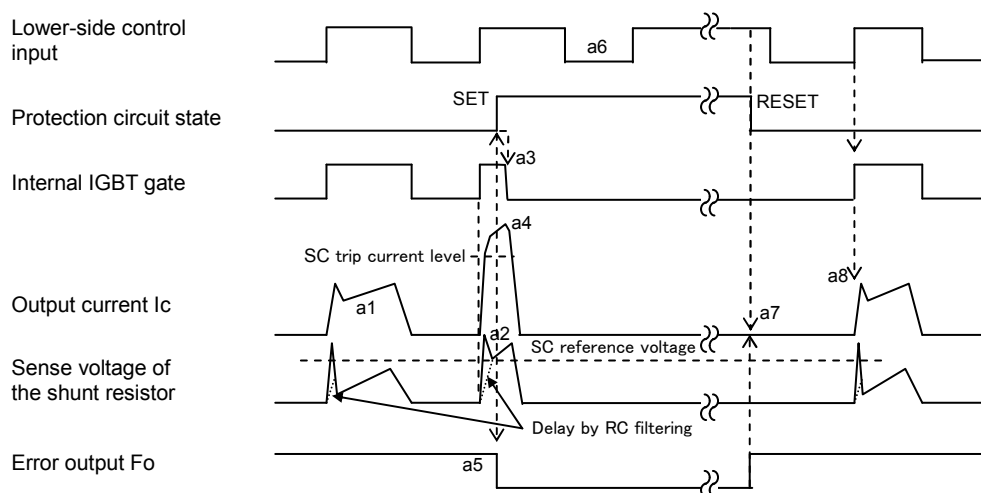 Lower-side control
input
a6
SET
RESET
Protection circuit state
a3
Internal IGBT gate
a4
SC trip current level
a8
Output current Ic
a1
a7
a2
SC reference voltage
Sense voltage of
the shunt resistor
Delay by RC filtering
Error output Fo
a5